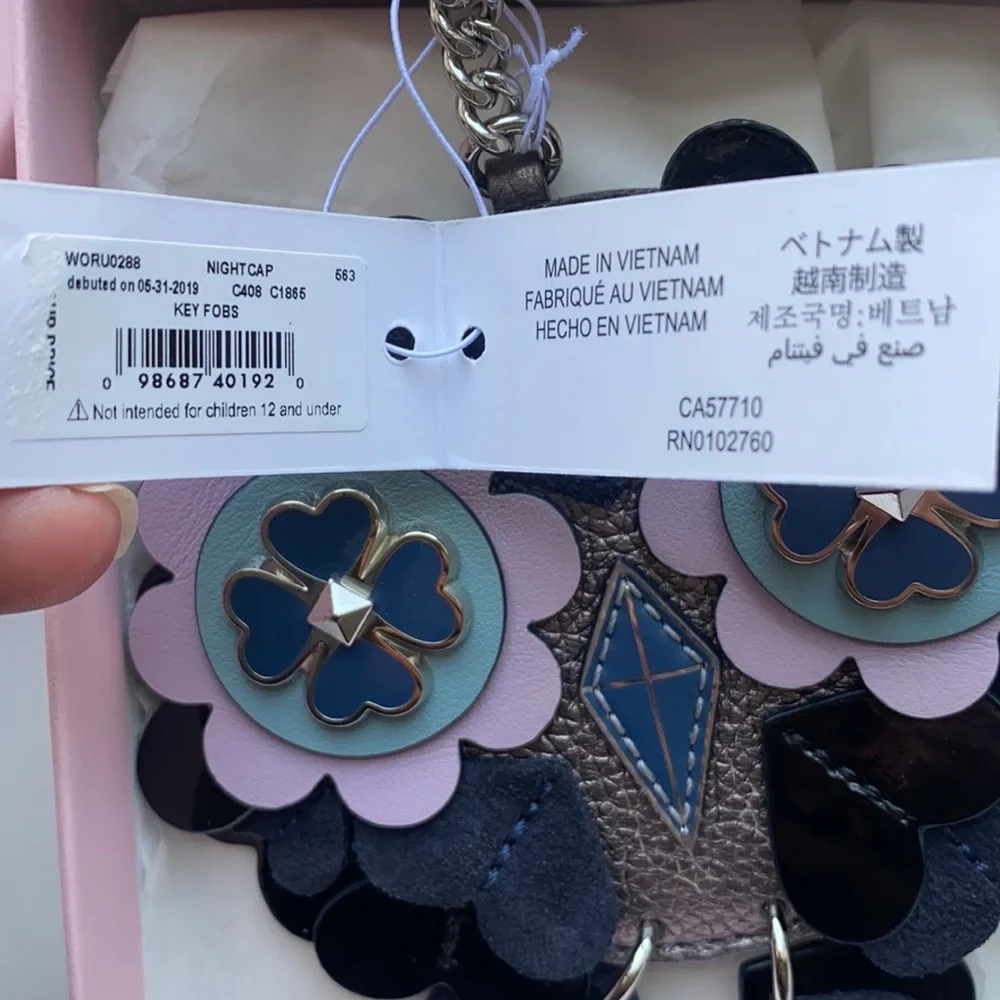 WORU0288 NIGHTCAP 563
debuted on 05-31-2019 C408 C1865
KEY FOBS
0 98687 40192 0
⚠ Not intended for children 12 and under
MADE IN VIETNAM
FABRIQUÉ AU VIETNAM
HECHO EN VIETNAM
ベトナム製
越南制造
제조국명:베트남
صنع في فيتنام
CA57710
RN0102760